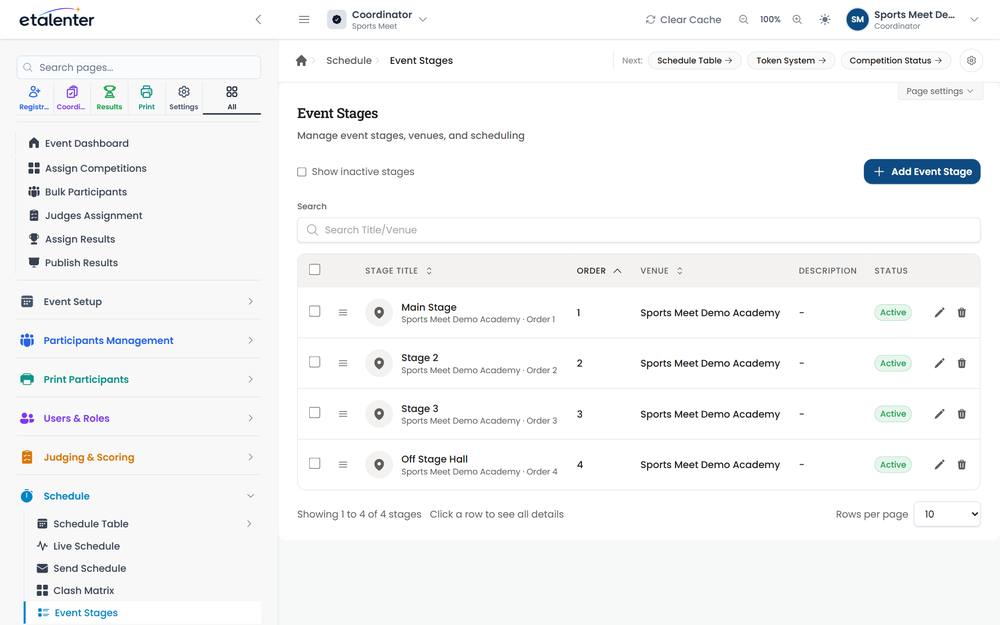 etalenter
Coordinator
Sports Meet
Clear Cache
100%
SM
Sports Meet De...
Coordinator
Search pages...
Registr...
Coordi...
Results
Print
Settings
All
Event Dashboard
Assign Competitions
Bulk Participants
Judges Assignment
Assign Results
Publish Results
Event Setup
Participants Management
Print Participants
Users & Roles
Judging & Scoring
Schedule
Schedule Table
Live Schedule
Send Schedule
Clash Matrix
Event Stages
Schedule
Event Stages
Next:
Schedule Table →
Token System →
Competition Status →
Page settings
Event Stages
Manage event stages, venues, and scheduling
Show inactive stages
+ Add Event Stage
Search
Search Title/Venue
STAGE TITLE ORDER VENUE DESCRIPTION STATUS
Main Stage
Sports Meet Demo Academy · Order 1
1 Sports Meet Demo Academy - Active
Stage 2
Sports Meet Demo Academy · Order 2
2 Sports Meet Demo Academy - Active
Stage 3
Sports Meet Demo Academy · Order 3
3 Sports Meet Demo Academy - Active
Off Stage Hall
Sports Meet Demo Academy · Order 4
4 Sports Meet Demo Academy - Active
Showing 1 to 4 of 4 stages Click a row to see all details
Rows per page 10